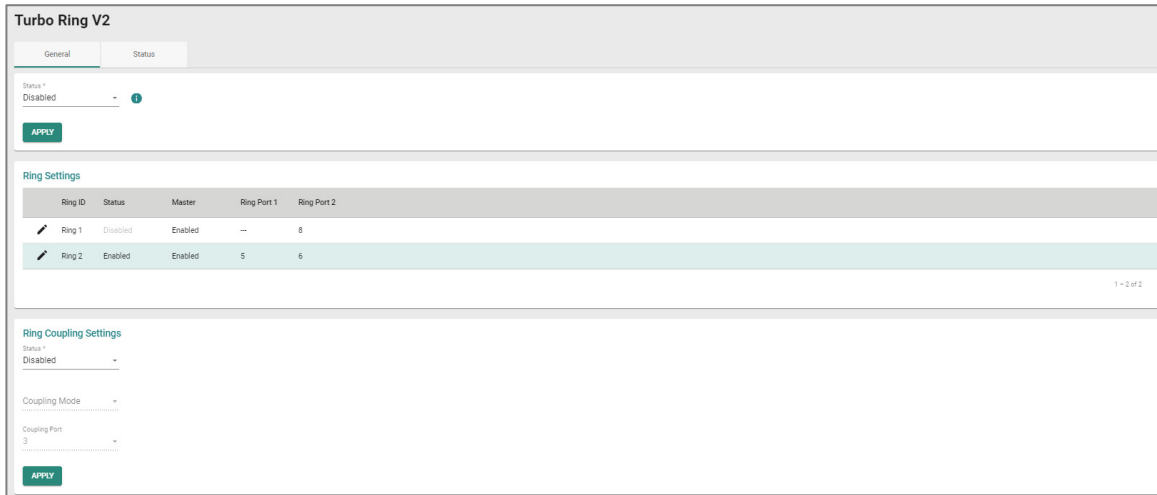 Turbo Ring V2
General Status
Status *
Disabled
APPLY
Ring Settings
Ring ID Status Master Ring Port 1 Ring Port 2
Ring 1 Disabled Enabled --- 8
Ring 2 Enabled Enabled 5 6
1 – 2 of 2
Ring Coupling Settings
Status *
Disabled
Coupling Mode
Coupling Port
3
APPLY